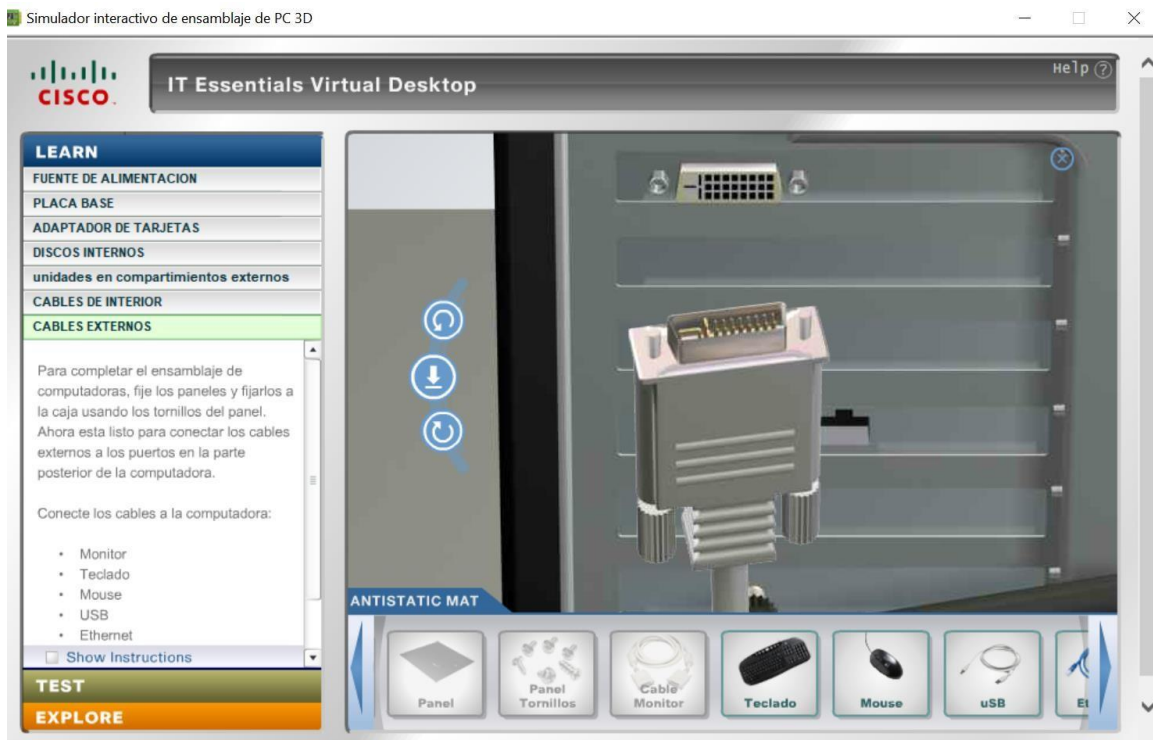 Simulador interactivo de ensamblaje de PC 3D
CISCO.
IT Essentials Virtual Desktop
Help ?
LEARN
FUENTE DE ALIMENTACION
PLACA BASE
ADAPTADOR DE TARJETAS
DISCOS INTERNOS
unidades en compartimientos externos
CABLES DE INTERIOR
CABLES EXTERNOS
Para completar el ensamblaje de
computadoras, fije los paneles y fijarlos a
la caja usando los tornillos del panel.
Ahora esta listo para conectar los cables
externos a los puertos en la parte
posterior de la computadora.
Conecte los cables a la computadora:
• Monitor
• Teclado
• Mouse
• USB
• Ethernet
Show Instructions
TEST
EXPLORE
ANTISTATIC MAT
Panel
Panel
Tornillos
Cable
Monitor
Teclado
Mouse
uSB